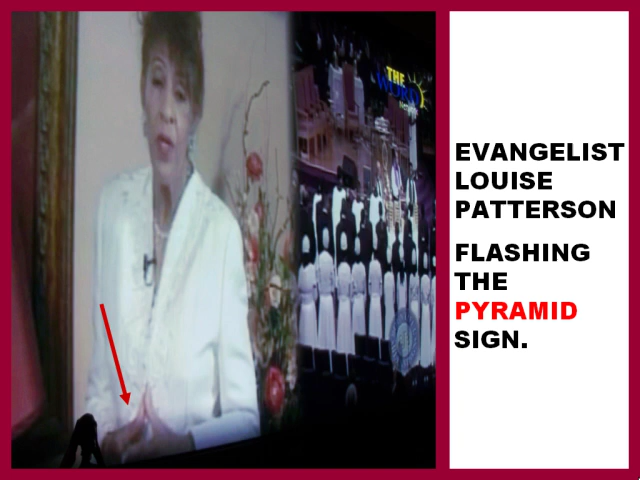 THE
WORD
EVANGELIST
LOUISE
PATTERSON
FLASHING
THE
PYRAMID
SIGN.